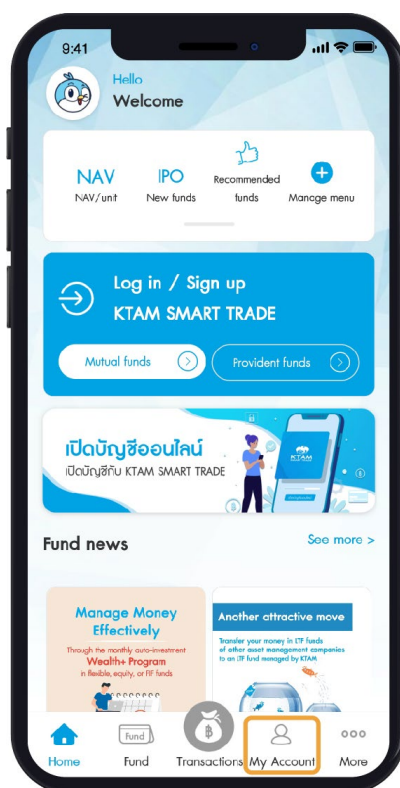 9:41
Hello
Welcome
NAV
NAV/unit
IPO
New funds
Recommended
funds
Manage menu
Log in / Sign up
KTAM SMART TRADE
Mutual funds
Provident funds
เปิดบัญชีออนไลน์
เปิดบัญชีกับ KTAM SMART TRADE
KTAM
Fund news
See more >
Manage Money
Effectively
Through the monthly auto-investment
Wealth+ Program
in flexible, equity, or FIF funds
Another attractive move
Transfer your money in LTF funds
of other asset management companies
to an LTF fund managed by KTAM
Home
Fund
Fund
฿
Transactions
My Account
More